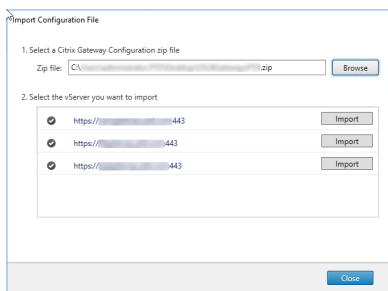 Import Configuration File
1. Select a Citrix Gateway Configuration zip file
Zip file: C:\ .zip Browse
2. Select the vServer you want to import
https:// 443 Import
https:// :443 Import
https:// 443 Import
Close